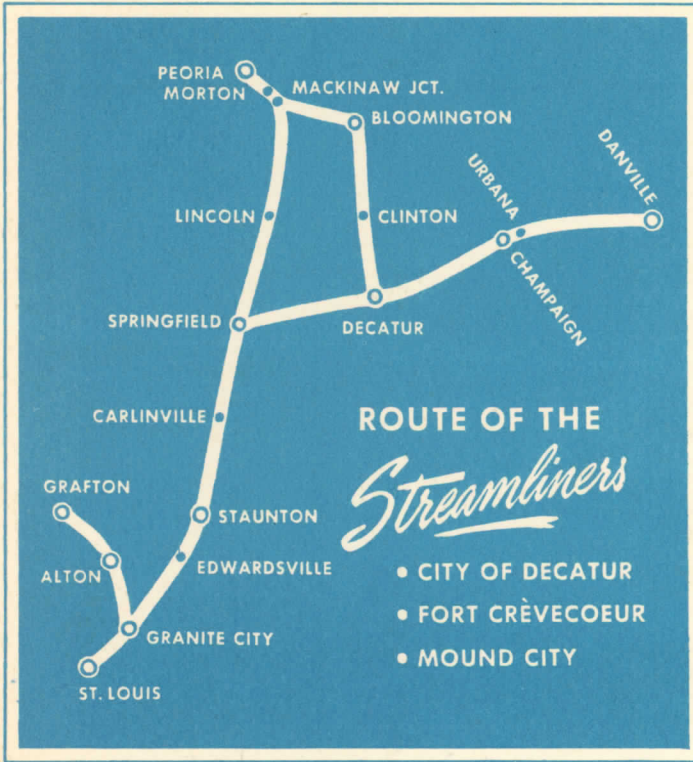 PEORIA
MORTON
MACKINAW JCT.
BLOOMINGTON
DANVILLE
URBANA
LINCOLN
CLINTON
CHAMPAIGN
SPRINGFIELD
DECATUR
CARLINVILLE
ROUTE OF THE
Streamliners
GRAFTON
STAUNTON
ALTON
EDWARDSVILLE
• CITY OF DECATUR
• FORT CRÈVECOEUR
• MOUND CITY
GRANITE CITY
ST. LOUIS